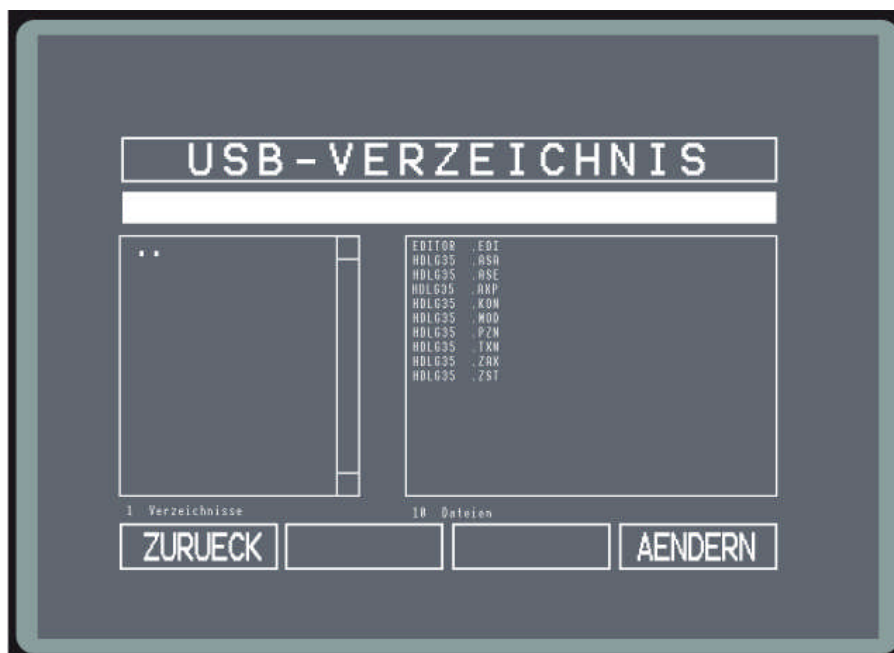 USB-VERZEICHNIS
..
EDITOR .EDI
HDLG35 .ASA
HDLG35 .ASE
HDLG35 .AXP
HDLG35 .KON
HDLG35 .MOD
HDLG35 .PZN
HDLG35 .TXN
HDLG35 .ZAK
HDLG35 .ZST
1 Verzeichnisse
10 Dateien
ZURUECK
AENDERN